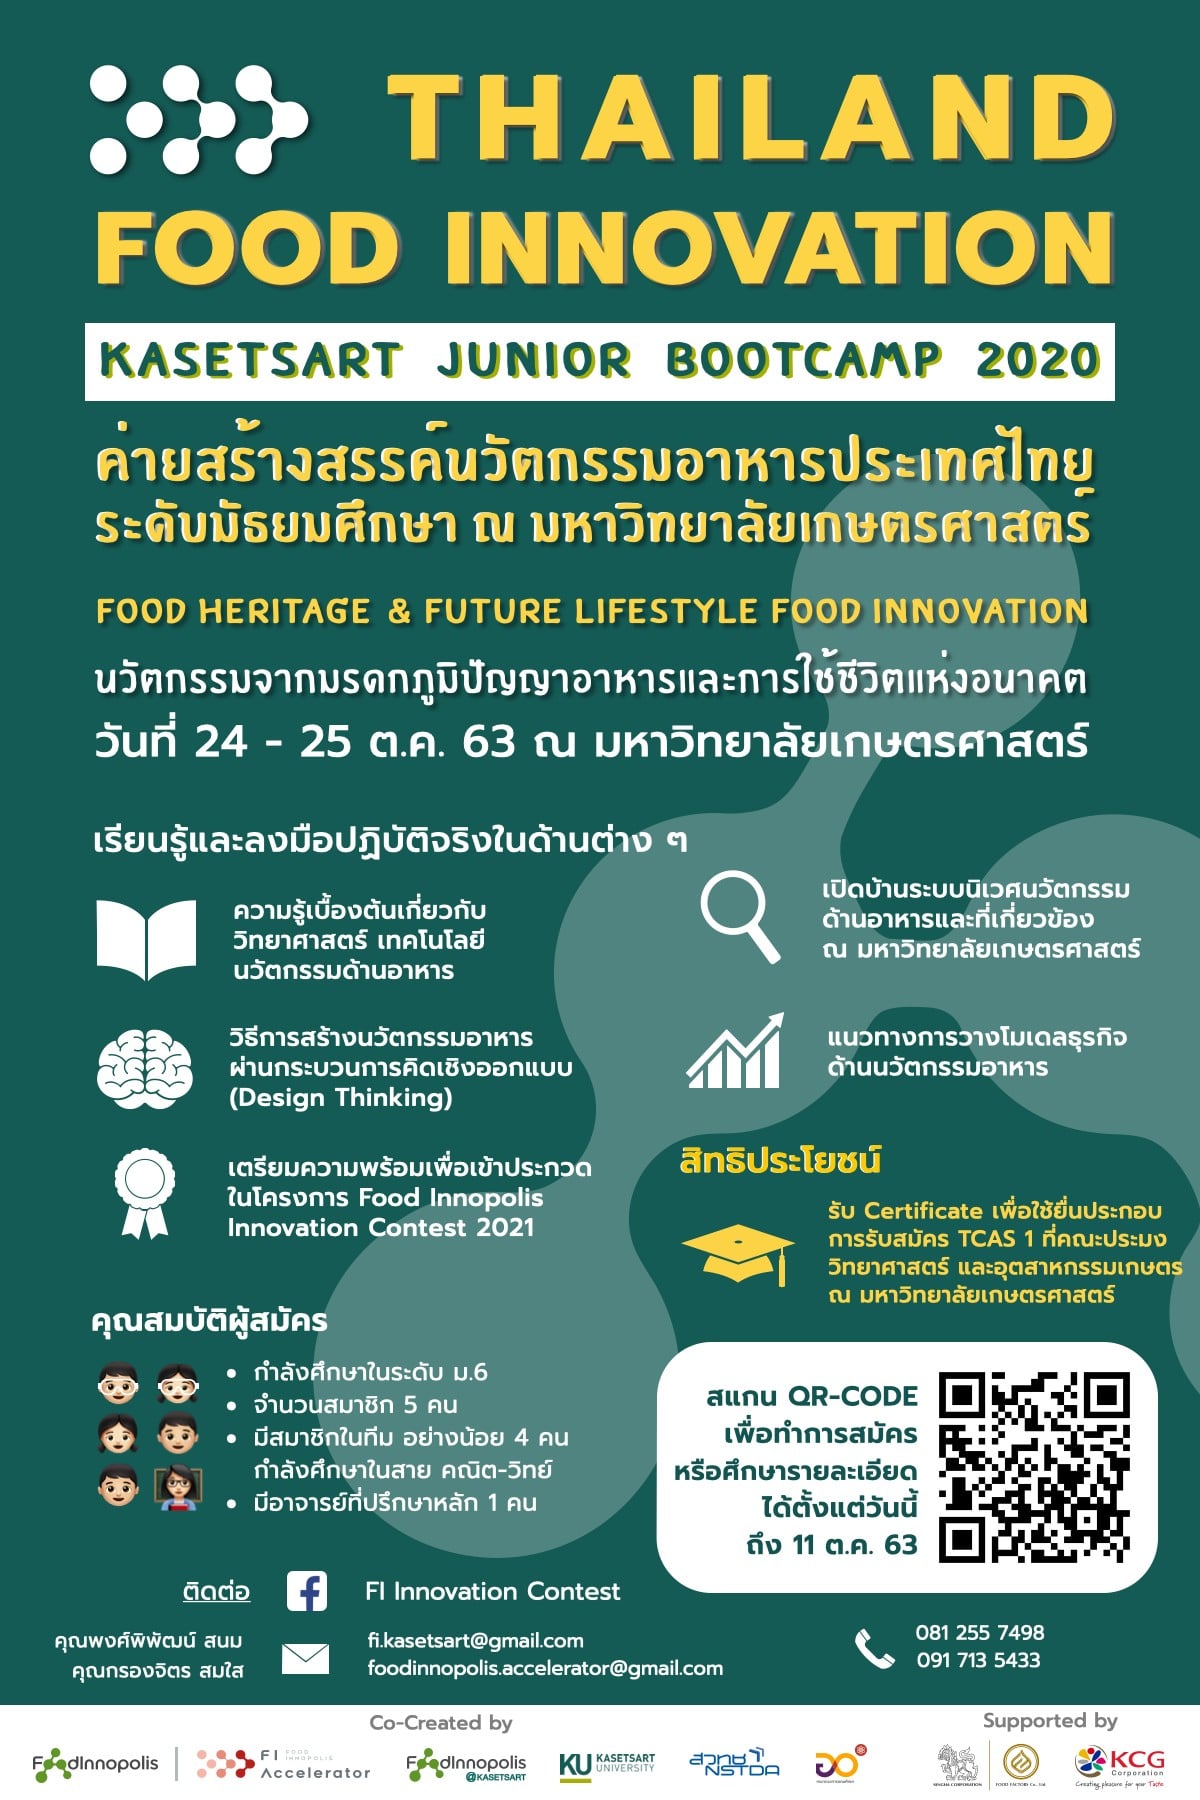 THAILAND
FOOD INNOVATION
KASETSART JUNIOR BOOTCAMP 2020
ค่ายสร้างสรรค์นวัตกรรมอาหารประเทศไทย
ระดับมัธยมศึกษา ณ มหาวิทยาลัยเกษตรศาสตร์
FOOD HERITAGE & FUTURE LIFESTYLE FOOD INNOVATION
นวัตกรรมจากมรดกภูมิปัญญาอาหารและการใช้ชีวิตแห่งอนาคต
วันที่ 24 - 25 ต.ค. 63 ณ มหาวิทยาลัยเกษตรศาสตร์
เรียนรู้และลงมือปฏิบัติจริงในด้านต่าง ๆ
ความรู้เบื้องต้นเกี่ยวกับ
วิทยาศาสตร์ เทคโนโลยี
นวัตกรรมด้านอาหาร
วิธีการสร้างนวัตกรรมอาหาร
ผ่านกระบวนการคิดเชิงออกแบบ
(Design Thinking)
เตรียมความพร้อมเพื่อเข้าประกวด
ในโครงการ Food Innopolis
Innovation Contest 2021
เปิดบ้านระบบนิเวศนวัตกรรม
ด้านอาหารและที่เกี่ยวข้อง
ณ มหาวิทยาลัยเกษตรศาสตร์
แนวทางการวางโมเดลธุรกิจ
ด้านนวัตกรรมอาหาร
สิทธิประโยชน์
รับ Certificate เพื่อใช้ยื่นประกอบ
การรับสมัคร TCAS 1 ที่คณะประมง
วิทยาศาสตร์ และอุตสาหกรรมเกษตร
ณ มหาวิทยาลัยเกษตรศาสตร์
คุณสมบัติผู้สมัคร
• กำลังศึกษาในระดับ ม.6
• จำนวนสมาชิก 5 คน
• มีสมาชิกในทีม อย่างน้อย 4 คน
กำลังศึกษาในสาย คณิต-วิทย์
• มีอาจารย์ที่ปรึกษาหลัก 1 คน
สแกน QR-CODE
เพื่อทำการสมัคร
หรือศึกษารายละเอียด
ได้ตั้งแต่วันนี้
ถึง 11 ต.ค. 63
ติดต่อ
FI Innovation Contest
คุณพงศ์พิพัฒน์ สนม
คุณกรองจิตร สมใส
fi.kasetsart@gmail.com
foodinnopolis.accelerator@gmail.com
081 255 7498
091 713 5433
Co-Created by
Supported by
FoodInnopolis
FI FOOD INNOPOLIS
Accelerator
FoodInnopolis
@KASETSART
KU KASETSART
UNIVERSITY
สวทช
NSTDA
SINGHA CORPORATION
FOOD FACTORS Co., Ltd.
KCG
Corporation
Creating pleasure for your Taste